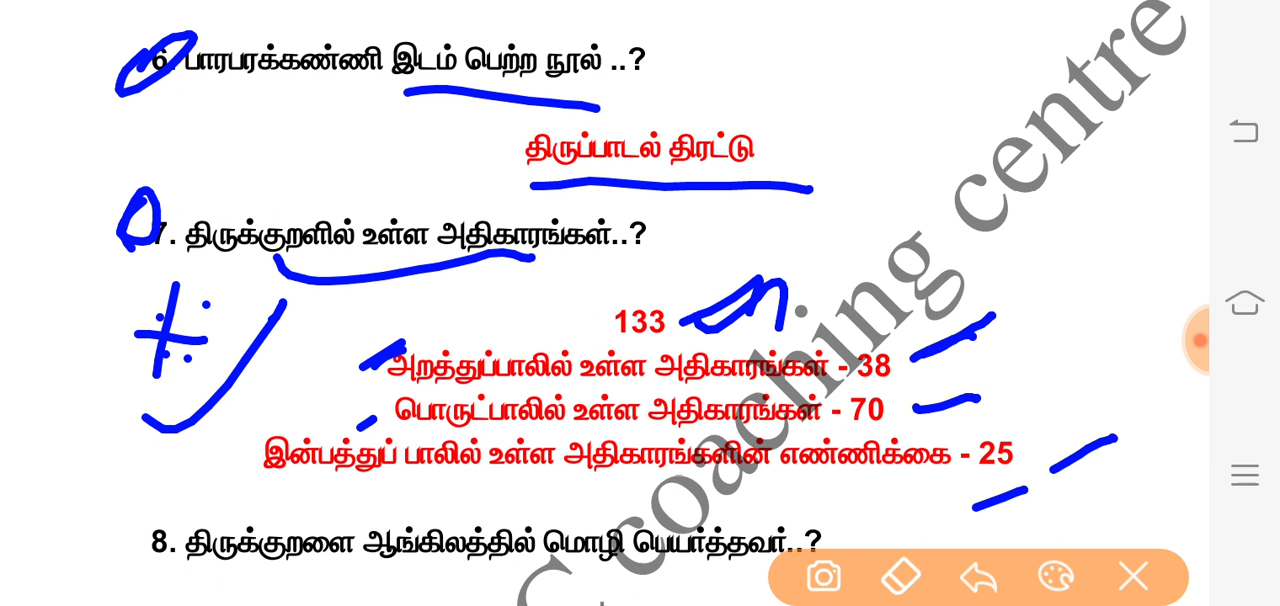 6. பாரபரக்கண்ணி இடம் பெற்ற நூல் ..?
திருப்பாடல் திரட்டு
7. திருக்குறளில் உள்ள அதிகாரங்கள்..?
133
அறத்துப்பாலில் உள்ள அதிகாரங்கள் - 38
பொருட்பாலில் உள்ள அதிகாரங்கள் - 70
இன்பத்துப் பாலில் உள்ள அதிகாரங்களின் எண்ணிக்கை - 25
8. திருக்குறளை ஆங்கிலத்தில் மொழி பெயர்த்தவர்..?
C coaching centre